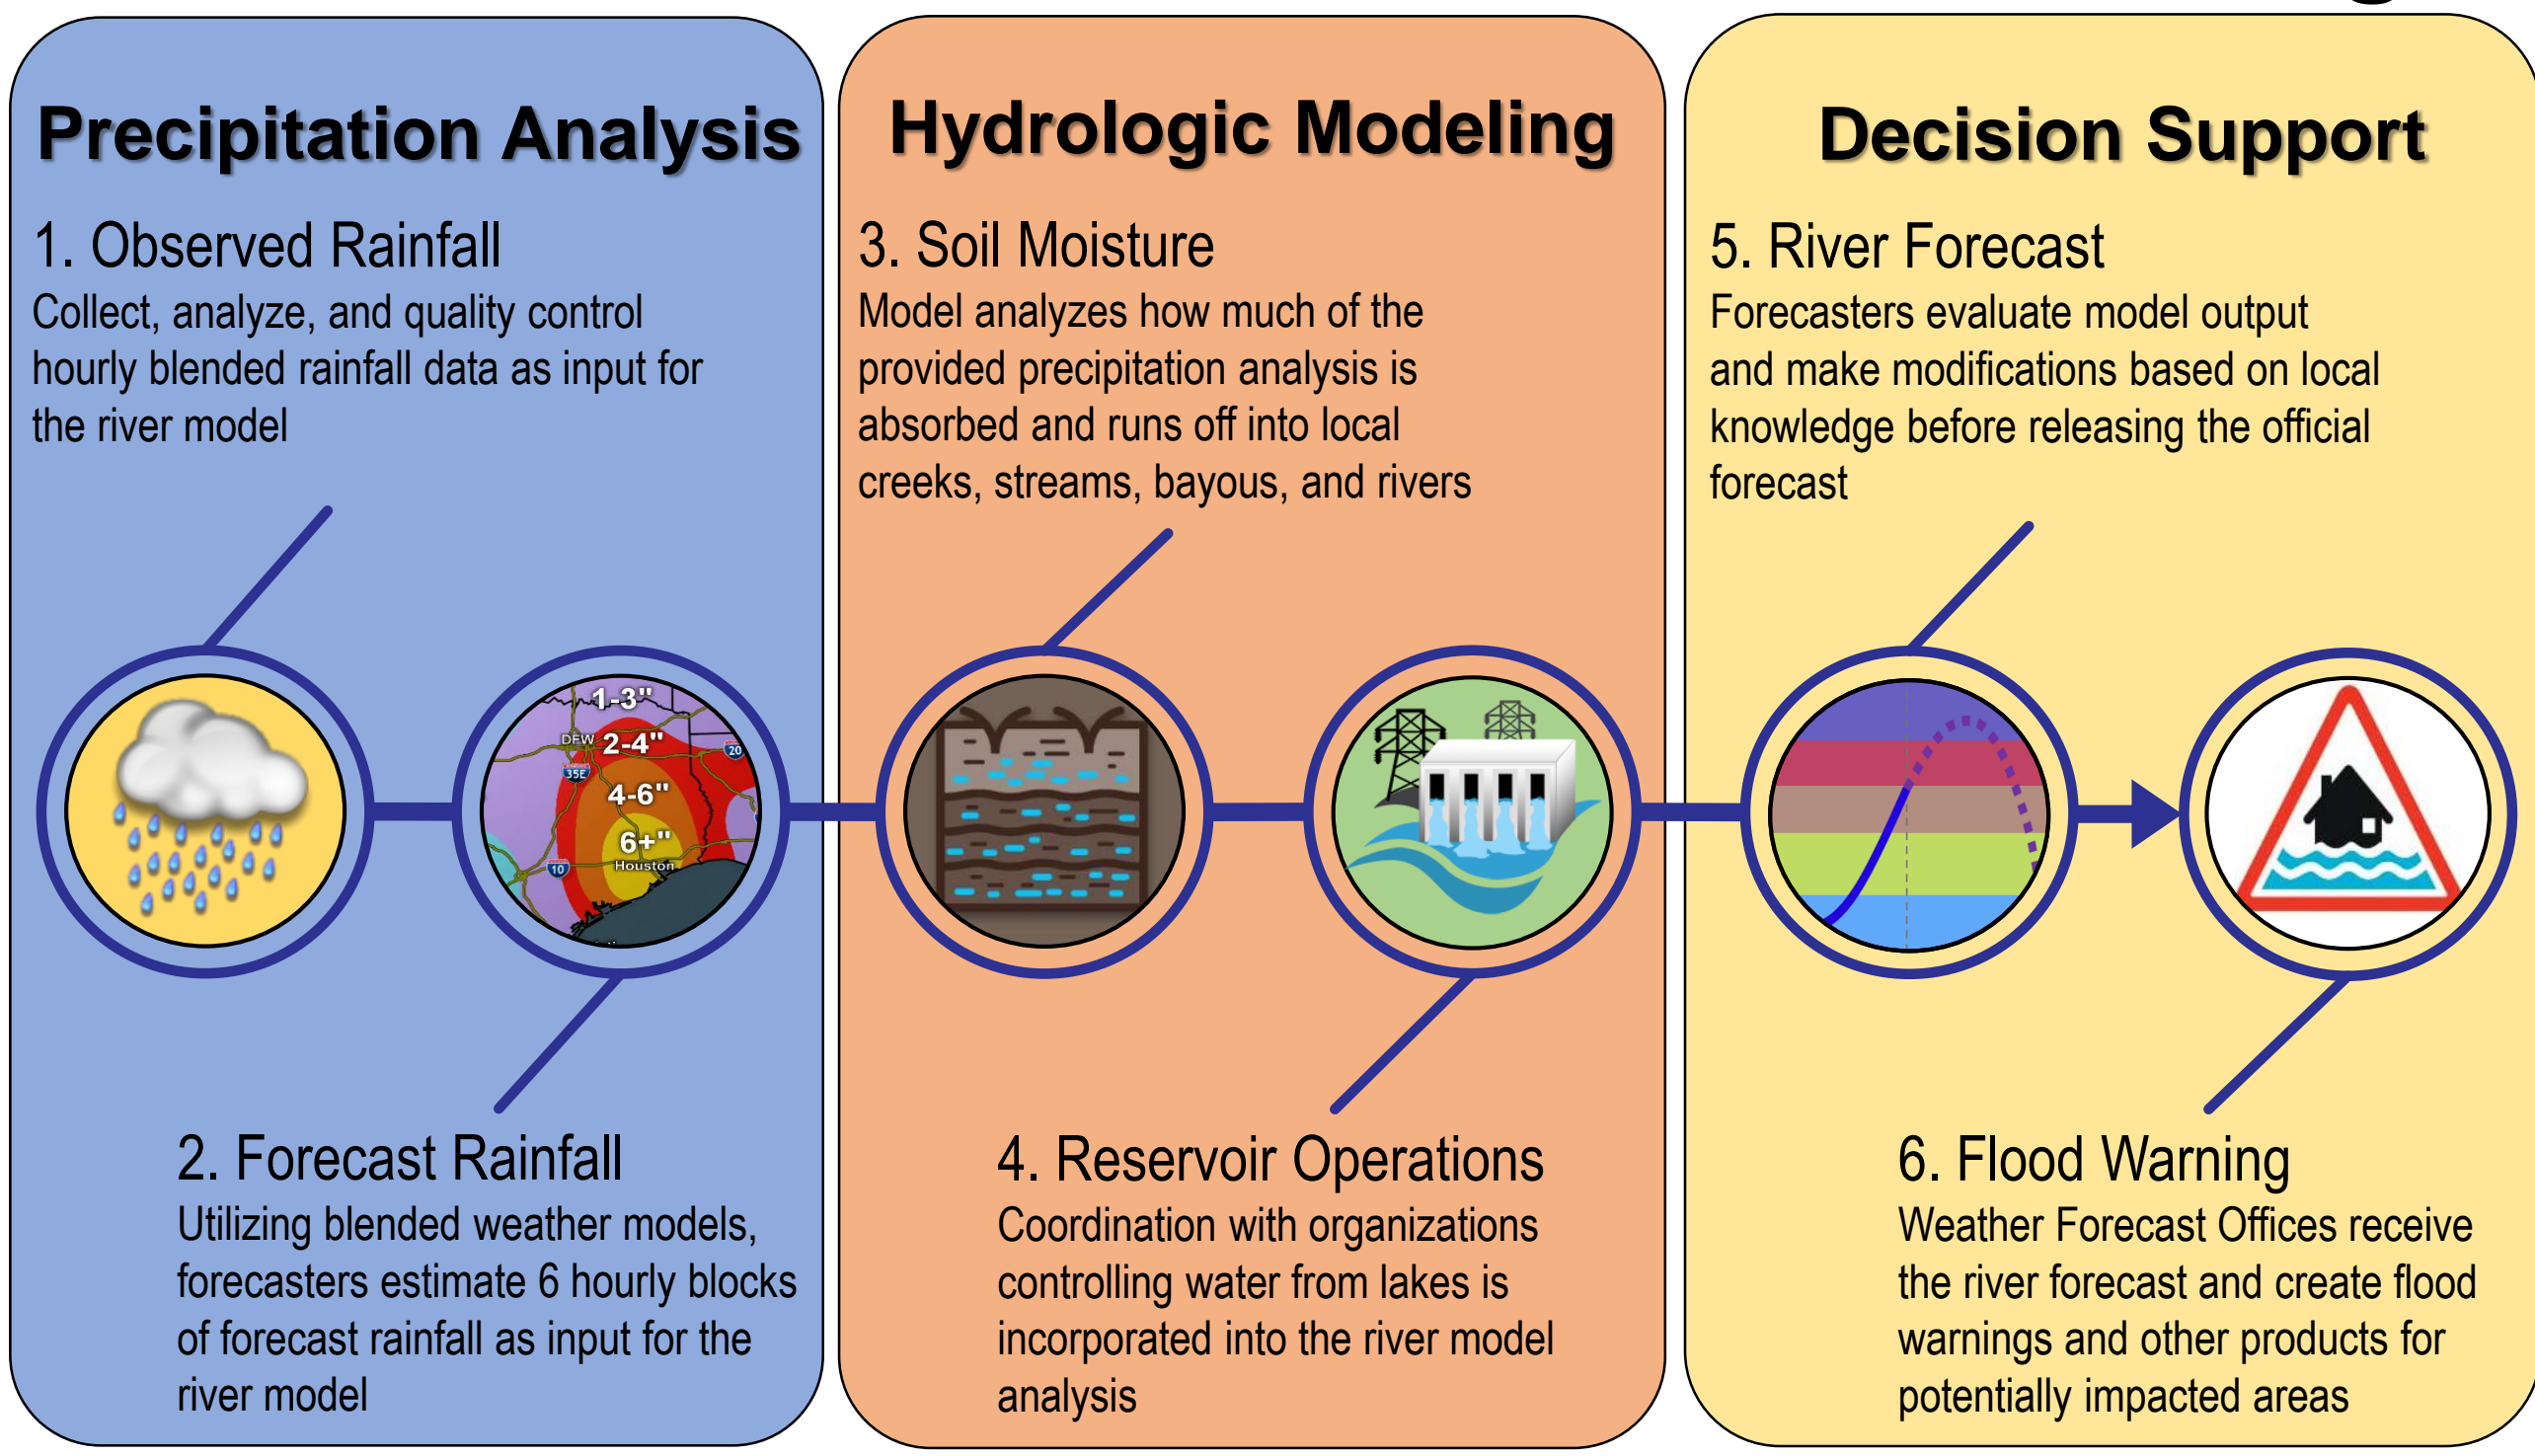 Precipitation Analysis
1. Observed Rainfall
Collect, analyze, and quality control
hourly blended rainfall data as input for
the river model
1-3"
DFW
2-4"
20
35E
4-6"
6+"
Houston
10
2. Forecast Rainfall
Utilizing blended weather models,
forecasters estimate 6 hourly blocks
of forecast rainfall as input for the
river model
Hydrologic Modeling
3. Soil Moisture
Model analyzes how much of the
provided precipitation analysis is
absorbed and runs off into local
creeks, streams, bayous, and rivers
4. Reservoir Operations
Coordination with organizations
controlling water from lakes is
incorporated into the river model
analysis
Decision Support
5. River Forecast
Forecasters evaluate model output
and make modifications based on local
knowledge before releasing the official
forecast
6. Flood Warning
Weather Forecast Offices receive
the river forecast and create flood
warnings and other products for
potentially impacted areas